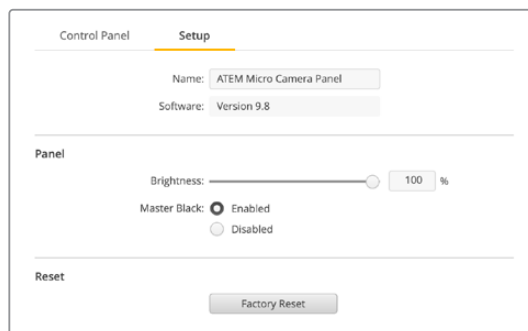 Control Panel Setup
Name: ATEM Micro Camera Panel
Software: Version 9.8
Panel
Brightness: 100 %
Master Black: Enabled
Disabled
Reset
Factory Reset